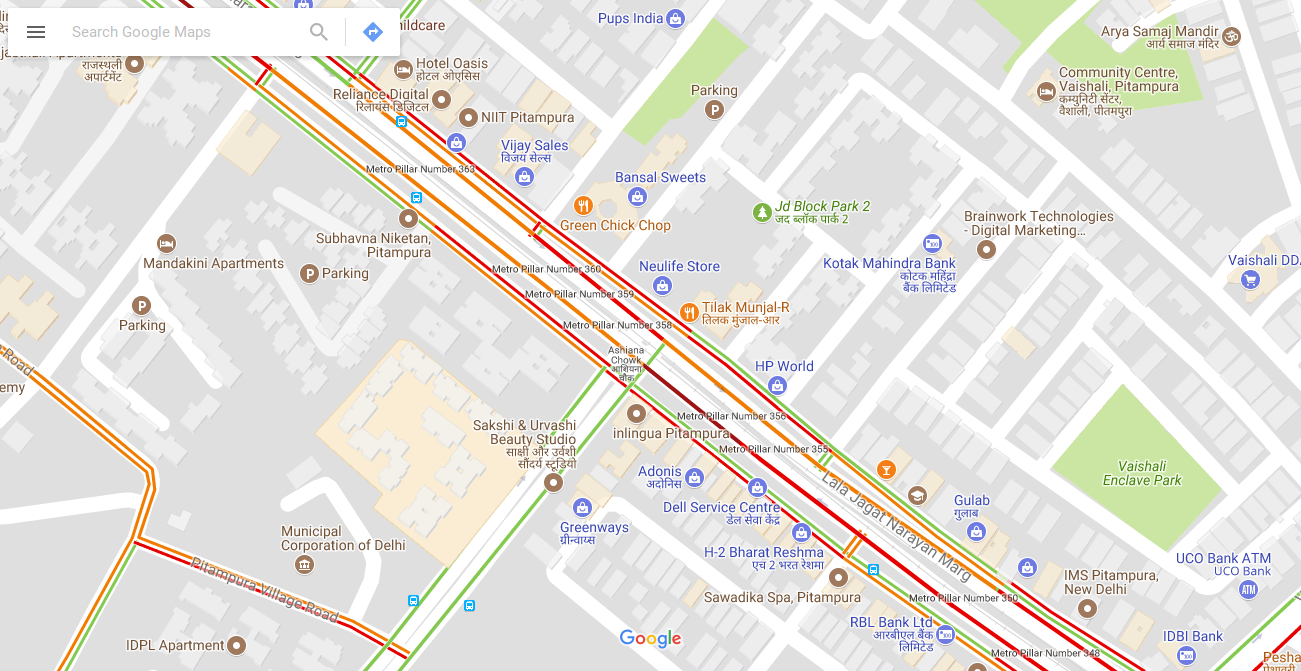 Search Google Maps
hildcare
Pups India
Arya Samaj Mandir
आर्य समाज मंदिर
राजस्थली
अपार्टमेंट
Hotel Oasis
होटल ओएसिस
Community Centre,
Vaishali, Pitampura
कम्युनिटी सेंटर,
वैशाली, पीतमपुरा
Reliance Digital
रिलायंस डिजिटल
Parking
P
NIIT Pitampura
Vijay Sales
विजय सेल्स
Metro Pillar Number 363
Bansal Sweets
Jd Block Park 2
जद ब्लॉक पार्क 2
Green Chick Chop
Brainwork Technologies
- Digital Marketing...
Subhavna Niketan,
Pitampura
Mandakini Apartments
P Parking
Metro Pillar Number 360
Neulife Store
Kotak Mahindra Bank
कोटक महिंद्रा
बैंक लिमिटेड
Vaishali DDA
P
Parking
Metro Pillar Number 359
Tilak Munjal-R
तिलक मुंजाल-आर
Metro Pillar Number 358
Road
emy
Ashiana
Chowk
आशियना
चौक
HP World
Metro Pillar Number 356
Sakshi & Urvashi
Beauty Studio
साक्षी और उर्वशी
सौंदर्य स्टूडियो
inlingua Pitampura
Metro Pillar Number 355
Adonis
अदोनिस
Vaishali
Enclave Park
Lala Jagat Narayan Marg
Dell Service Centre
डेल सेवा केंद्र
Gulab
गुलाब
Greenways
ग्रीन्वाय्स
Municipal
Corporation of Delhi
H-2 Bharat Reshma
एच 2 भरत रेशमा
UCO Bank ATM
UCO Bank
ATM
IMS Pitampura,
New Delhi
Pitampura Village Road
Sawadika Spa, Pitampura
Metro Pillar Number 350
RBL Bank Ltd
आरबीएल बैंक
लिमिटेड
Google
IDPL Apartment
IDBI Bank
Metro Pillar Number 348
Pesha